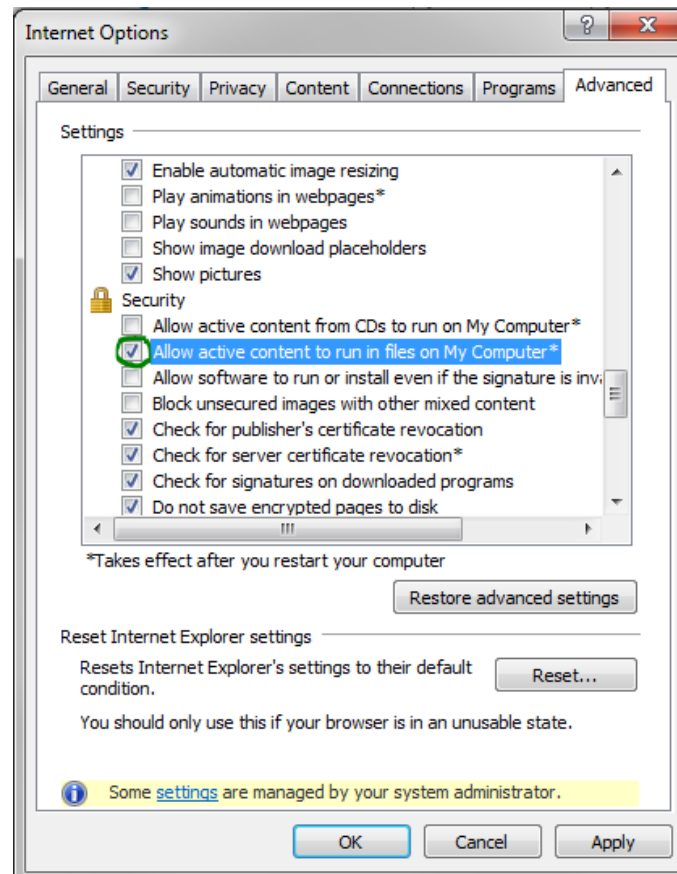 Internet Options
General Security Privacy Content Connections Programs Advanced
Settings
Enable automatic image resizing
Play animations in webpages*
Play sounds in webpages
Show image download placeholders
Show pictures
Security
Allow active content from CDs to run on My Computer*
Allow active content to run in files on My Computer*
Allow software to run or install even if the signature is
Block unsecured images with other mixed content
Check for publisher's certificate revocation
Check for server certificate revocation*
Check for signatures on downloaded programs
Do not save encrypted pages to disk
*Takes effect after you restart your computer
Restore advanced settings
Reset Internet Explorer settings
Resets Internet Explorer's settings to their default
condition.
Reset...
You should only use this if your browser is in an unusable state.
Some settings are managed by your system administrator.
OK Cancel Apply